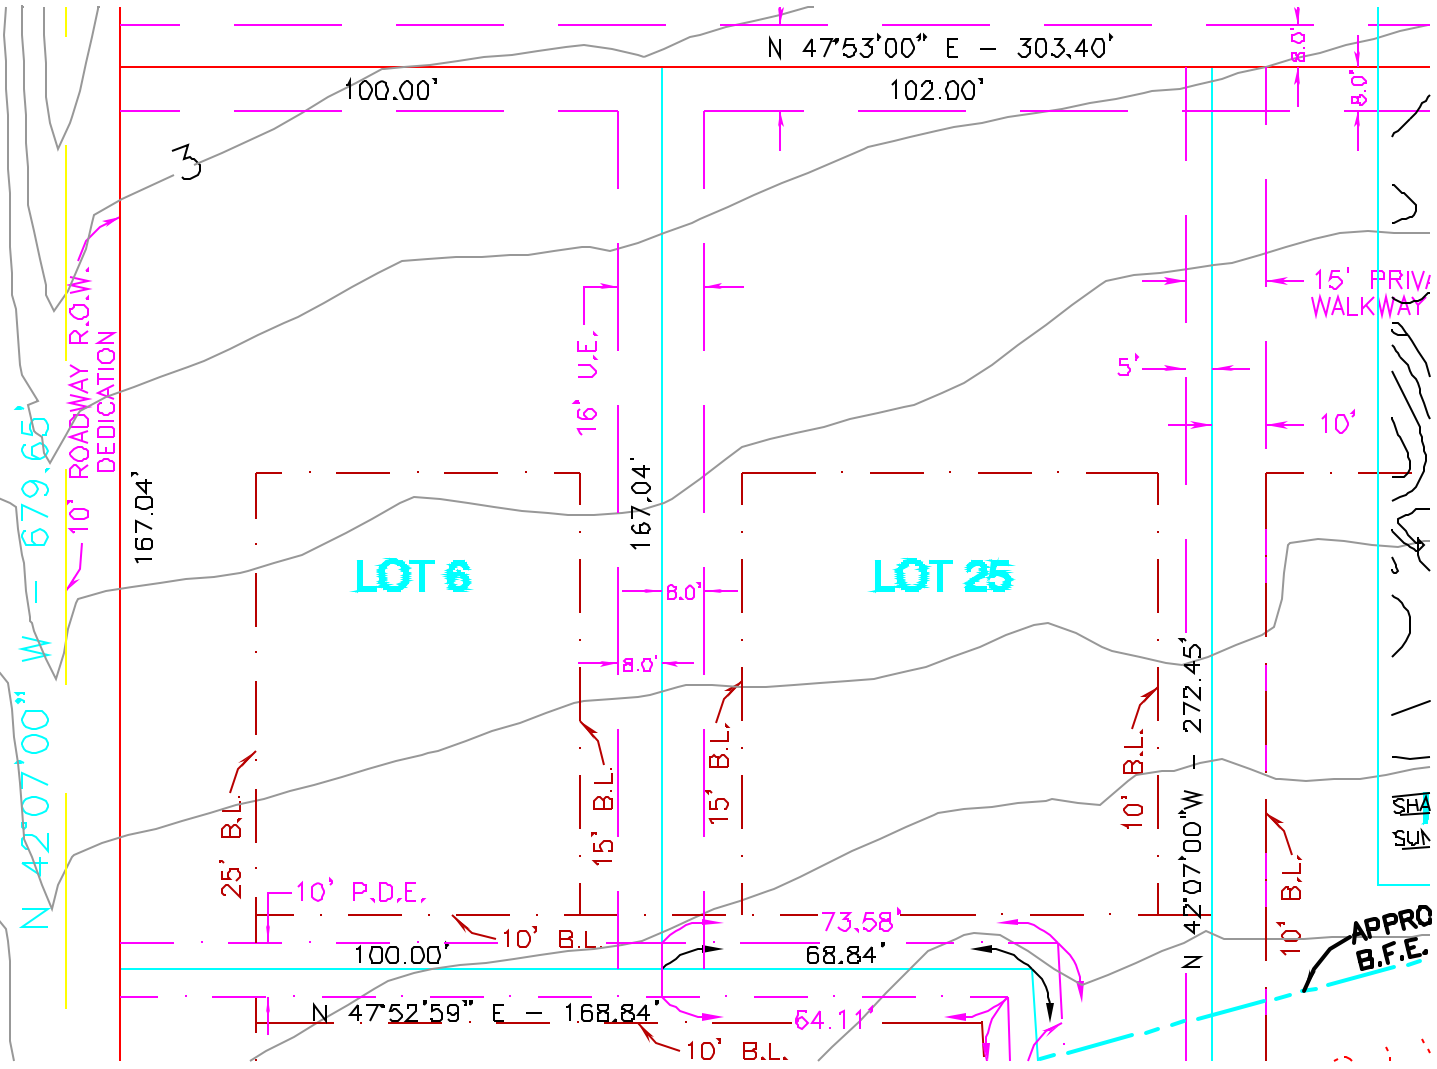 N 47°53'00" E - 303.40'
8.0'
100.00'
102.00'
8.0'
3
10' ROADWAY R.O.W.
DEDICATION
15'
WALKWAY
16' U.E.
5'
10'
N 42°07'00" W - 679.65'
167.04'
167.04'
LOT 6
LOT 25
8.0'
8.0'
N 42°07'00"W - 272.45'
25' B.L.
15' B.L.
15' B.L.
10' B.L.
10' B.L.
10' P.D.E.
73.58'
10' B.L.
100.00'
68.84'
B.F.E.
N 47°52'59" E - 168.84'
64.11'
10' B.L.